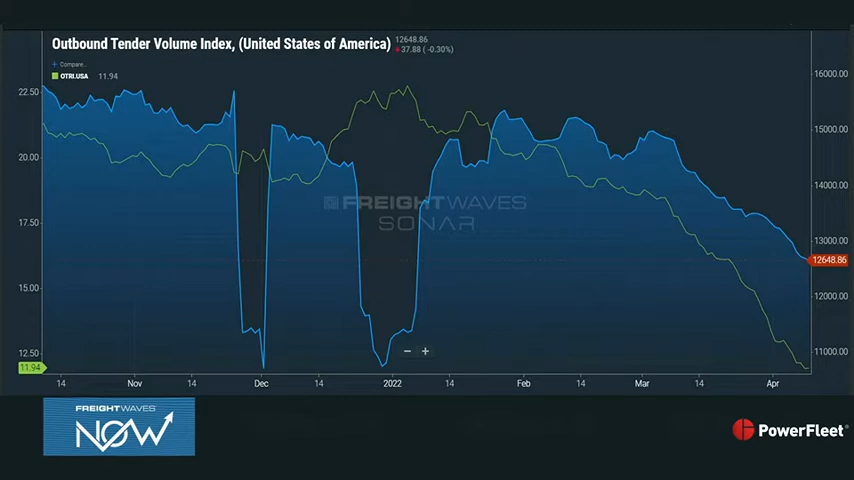 Outbound Tender Volume Index, (United States of America)
12648.86
37.88 (-0.30%)
+ Compare..
OTRI.USA 11.94
22.50
20.00
17.50
15.00
12.50
11.94
16000.00
15000.00
14000.00
13000.00
12648.86
12000.00
11000.00
FREIGHTWAVES
SONAR
− +
14 Nov 14 Dec 14 2022 14 Feb 14 Mar 14 Apr
FREIGHTWAVES
NOW
PowerFleet